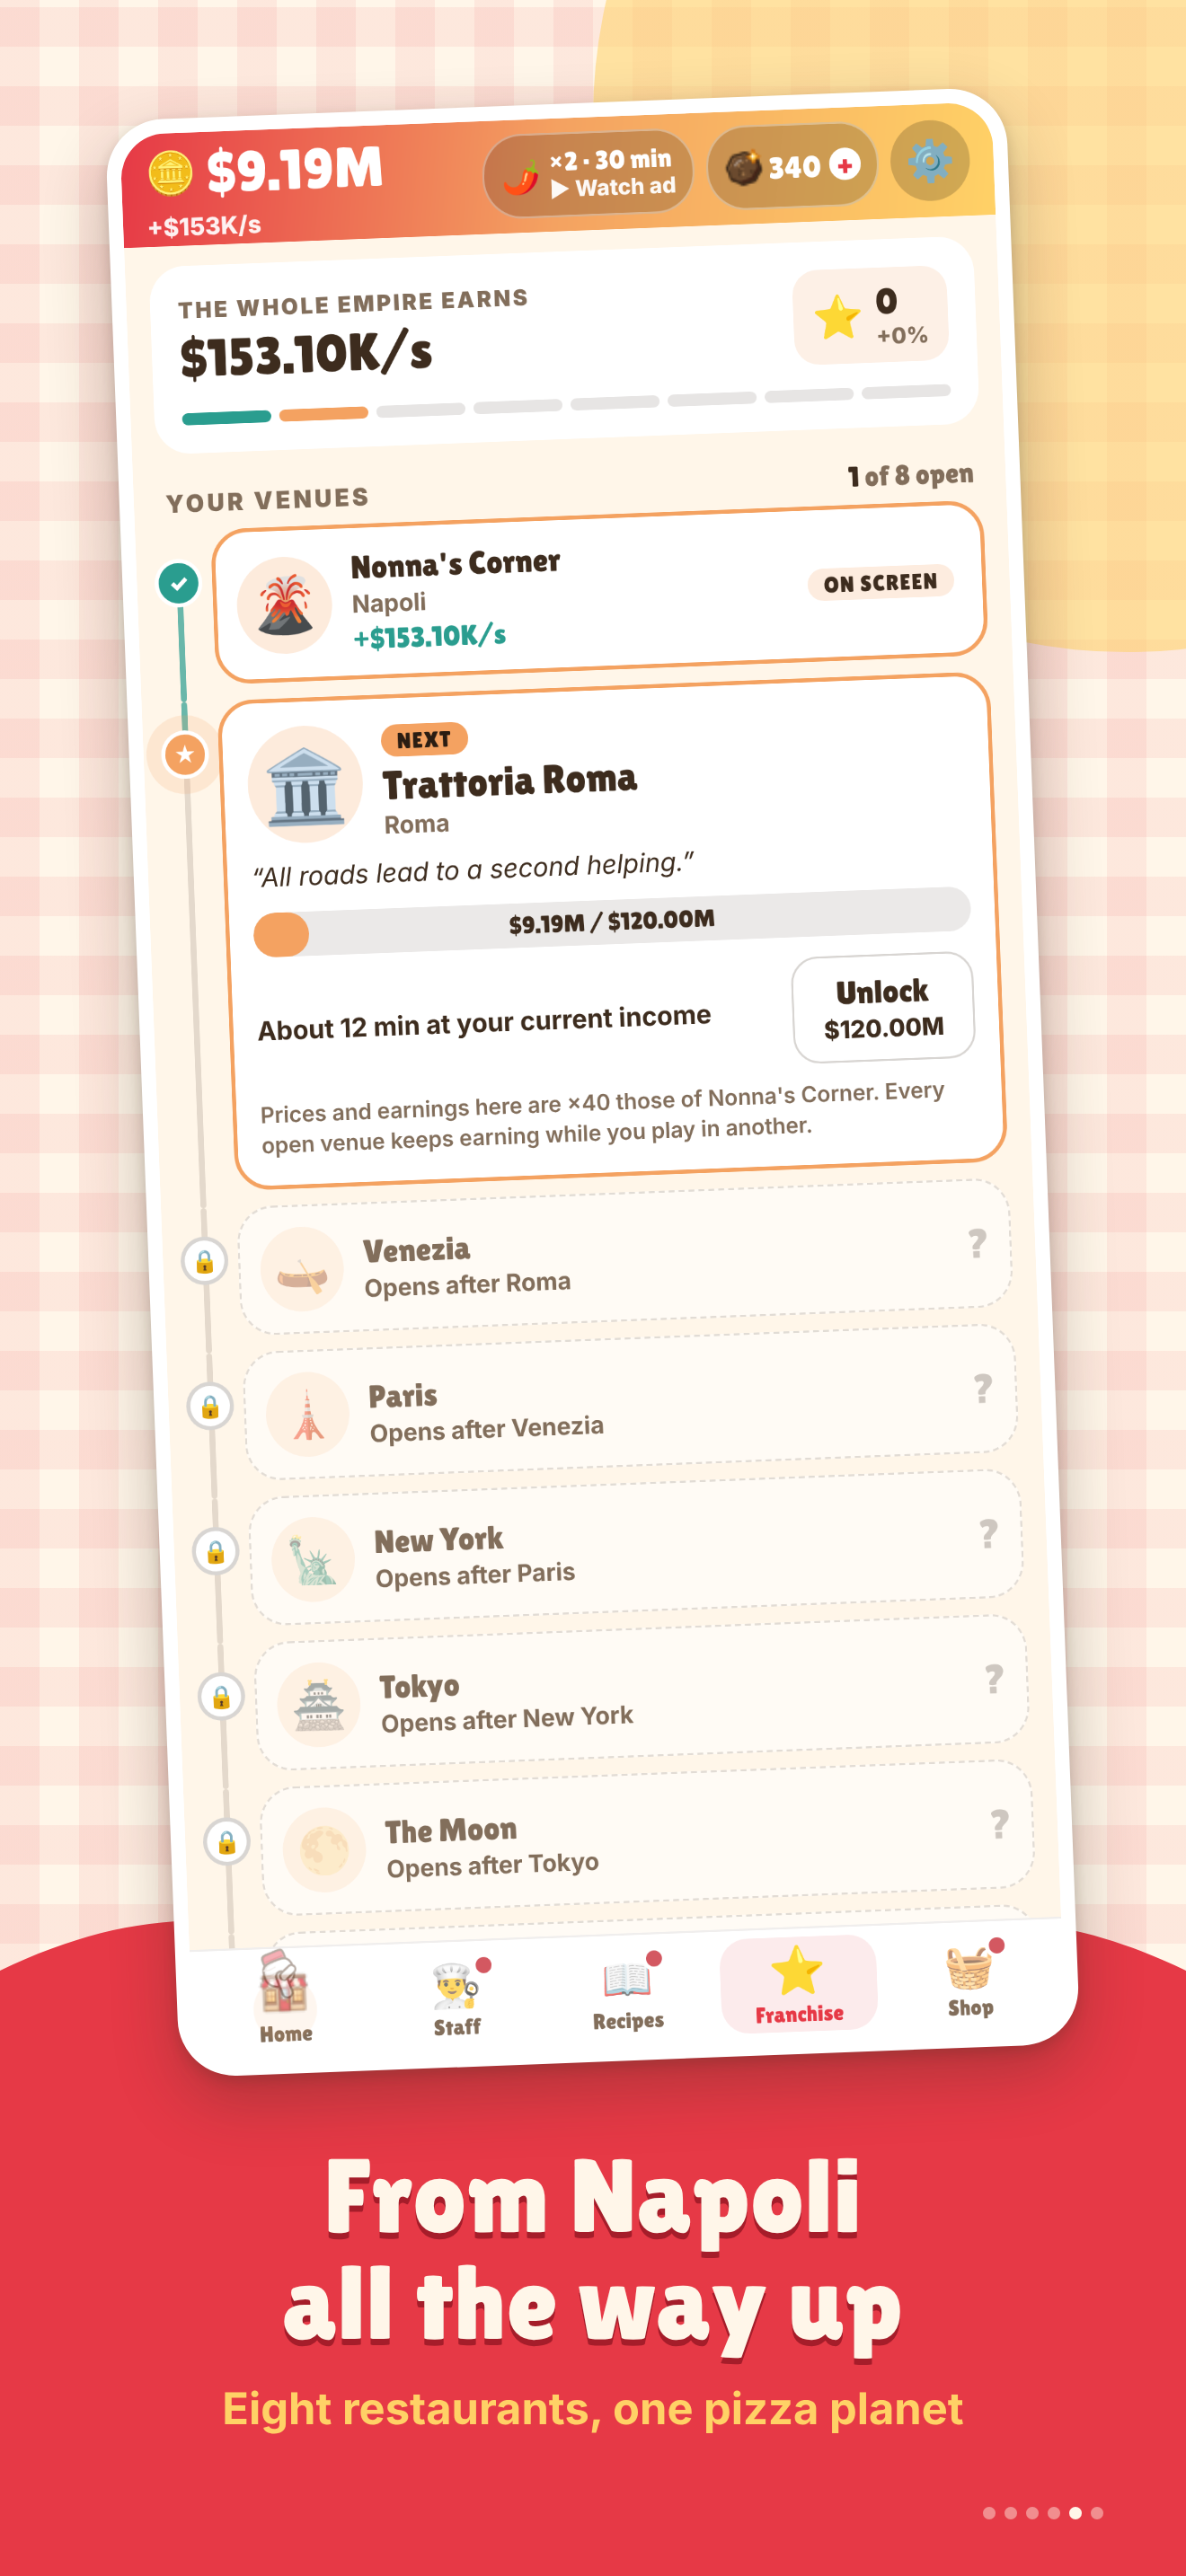 $9.19M
+$153K/s
×2 · 30 min
▶ Watch ad
340 +
THE WHOLE EMPIRE EARNS
$153.10K/s
0
+0%
YOUR VENUES
1 of 8 open
Nonna's Corner
Napoli
+$153.10K/s
ON SCREEN
NEXT
Trattoria Roma
Roma
“All roads lead to a second helping.”
$9.19M / $120.00M
About 12 min at your current income
Unlock
$120.00M
Prices and earnings here are ×40 those of Nonna's Corner. Every
open venue keeps earning while you play in another.
Venezia
Opens after Roma
?
Paris
Opens after Venezia
?
New York
Opens after Paris
?
Tokyo
Opens after New York
?
The Moon
Opens after Tokyo
?
Home
Staff
Recipes
Franchise
Shop
From Napoli
all the way up
Eight restaurants, one pizza planet